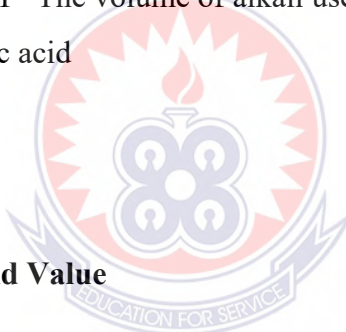 The volume of alkali use
c acid
d Value
EDUCATION FOR SERVICE